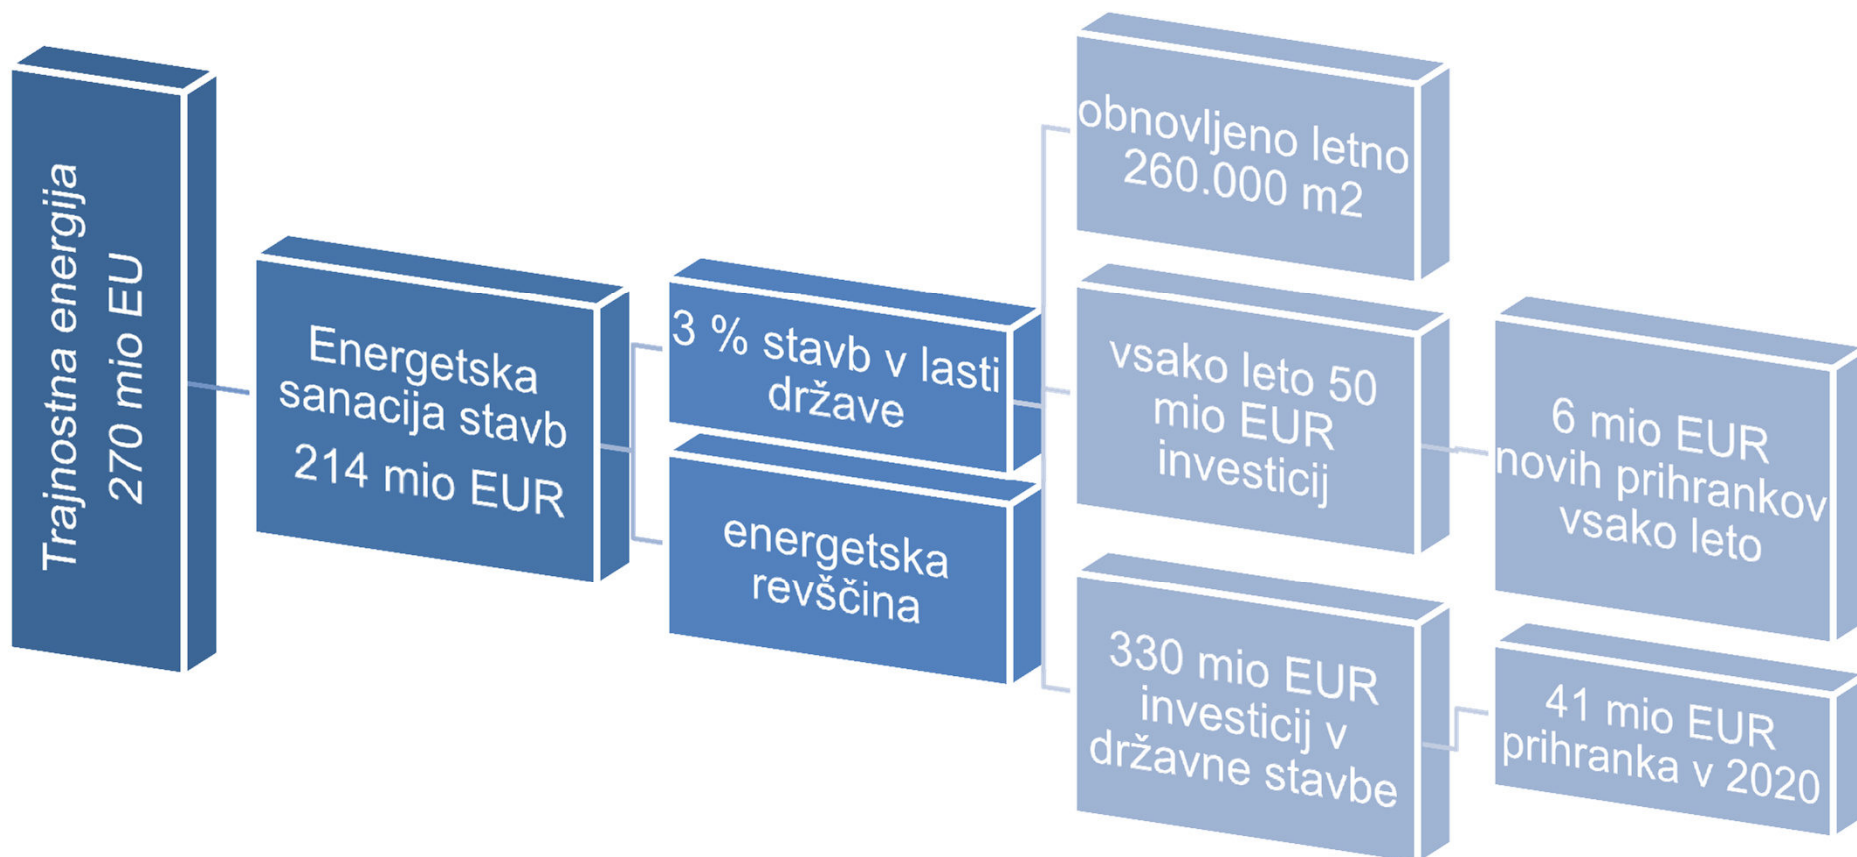 Trajnostna energija
270 mio EU
Energetska
sanacija stavb
214 mio EUR
3 % stavb v lasti
države
energetska
revščina
obnovljeno letno
260.000 m2
vsako leto 50
mio EUR
investicij
330 mio EUR
investicij v
državne stavbe
6 mio EUR
novih prihrankov
vsako leto
41 mio EUR
prihranka v 2020